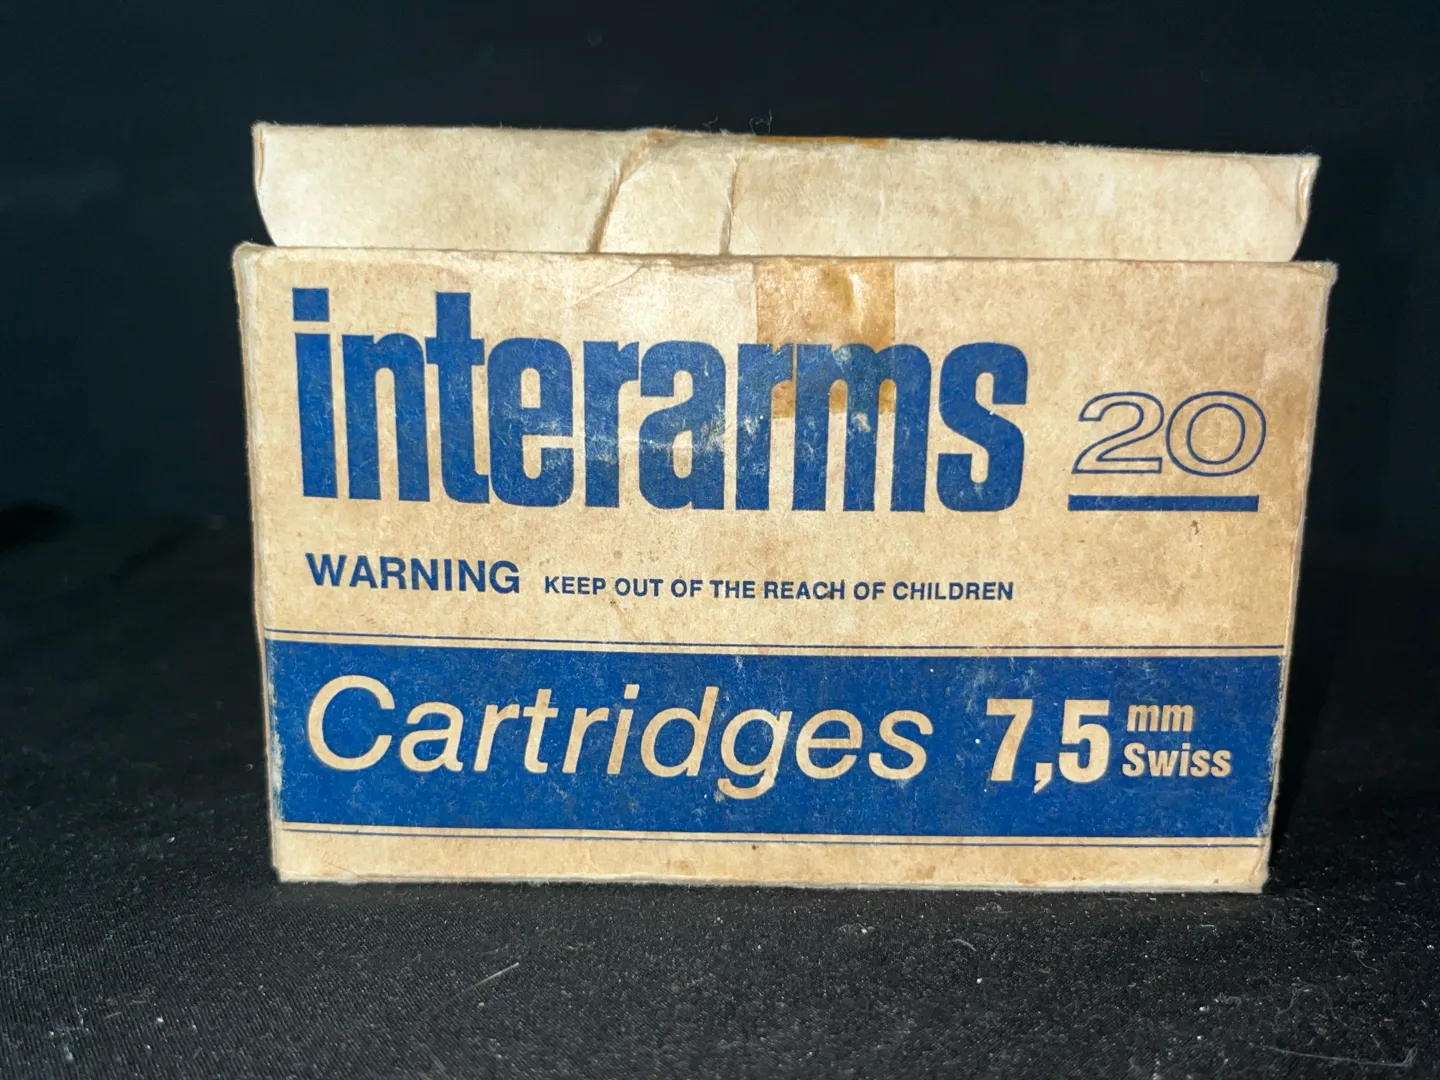 interarms 20
WARNING KEEP OUT OF THE REACH OF CHILDREN
Cartridges 7,5 mm
Swiss